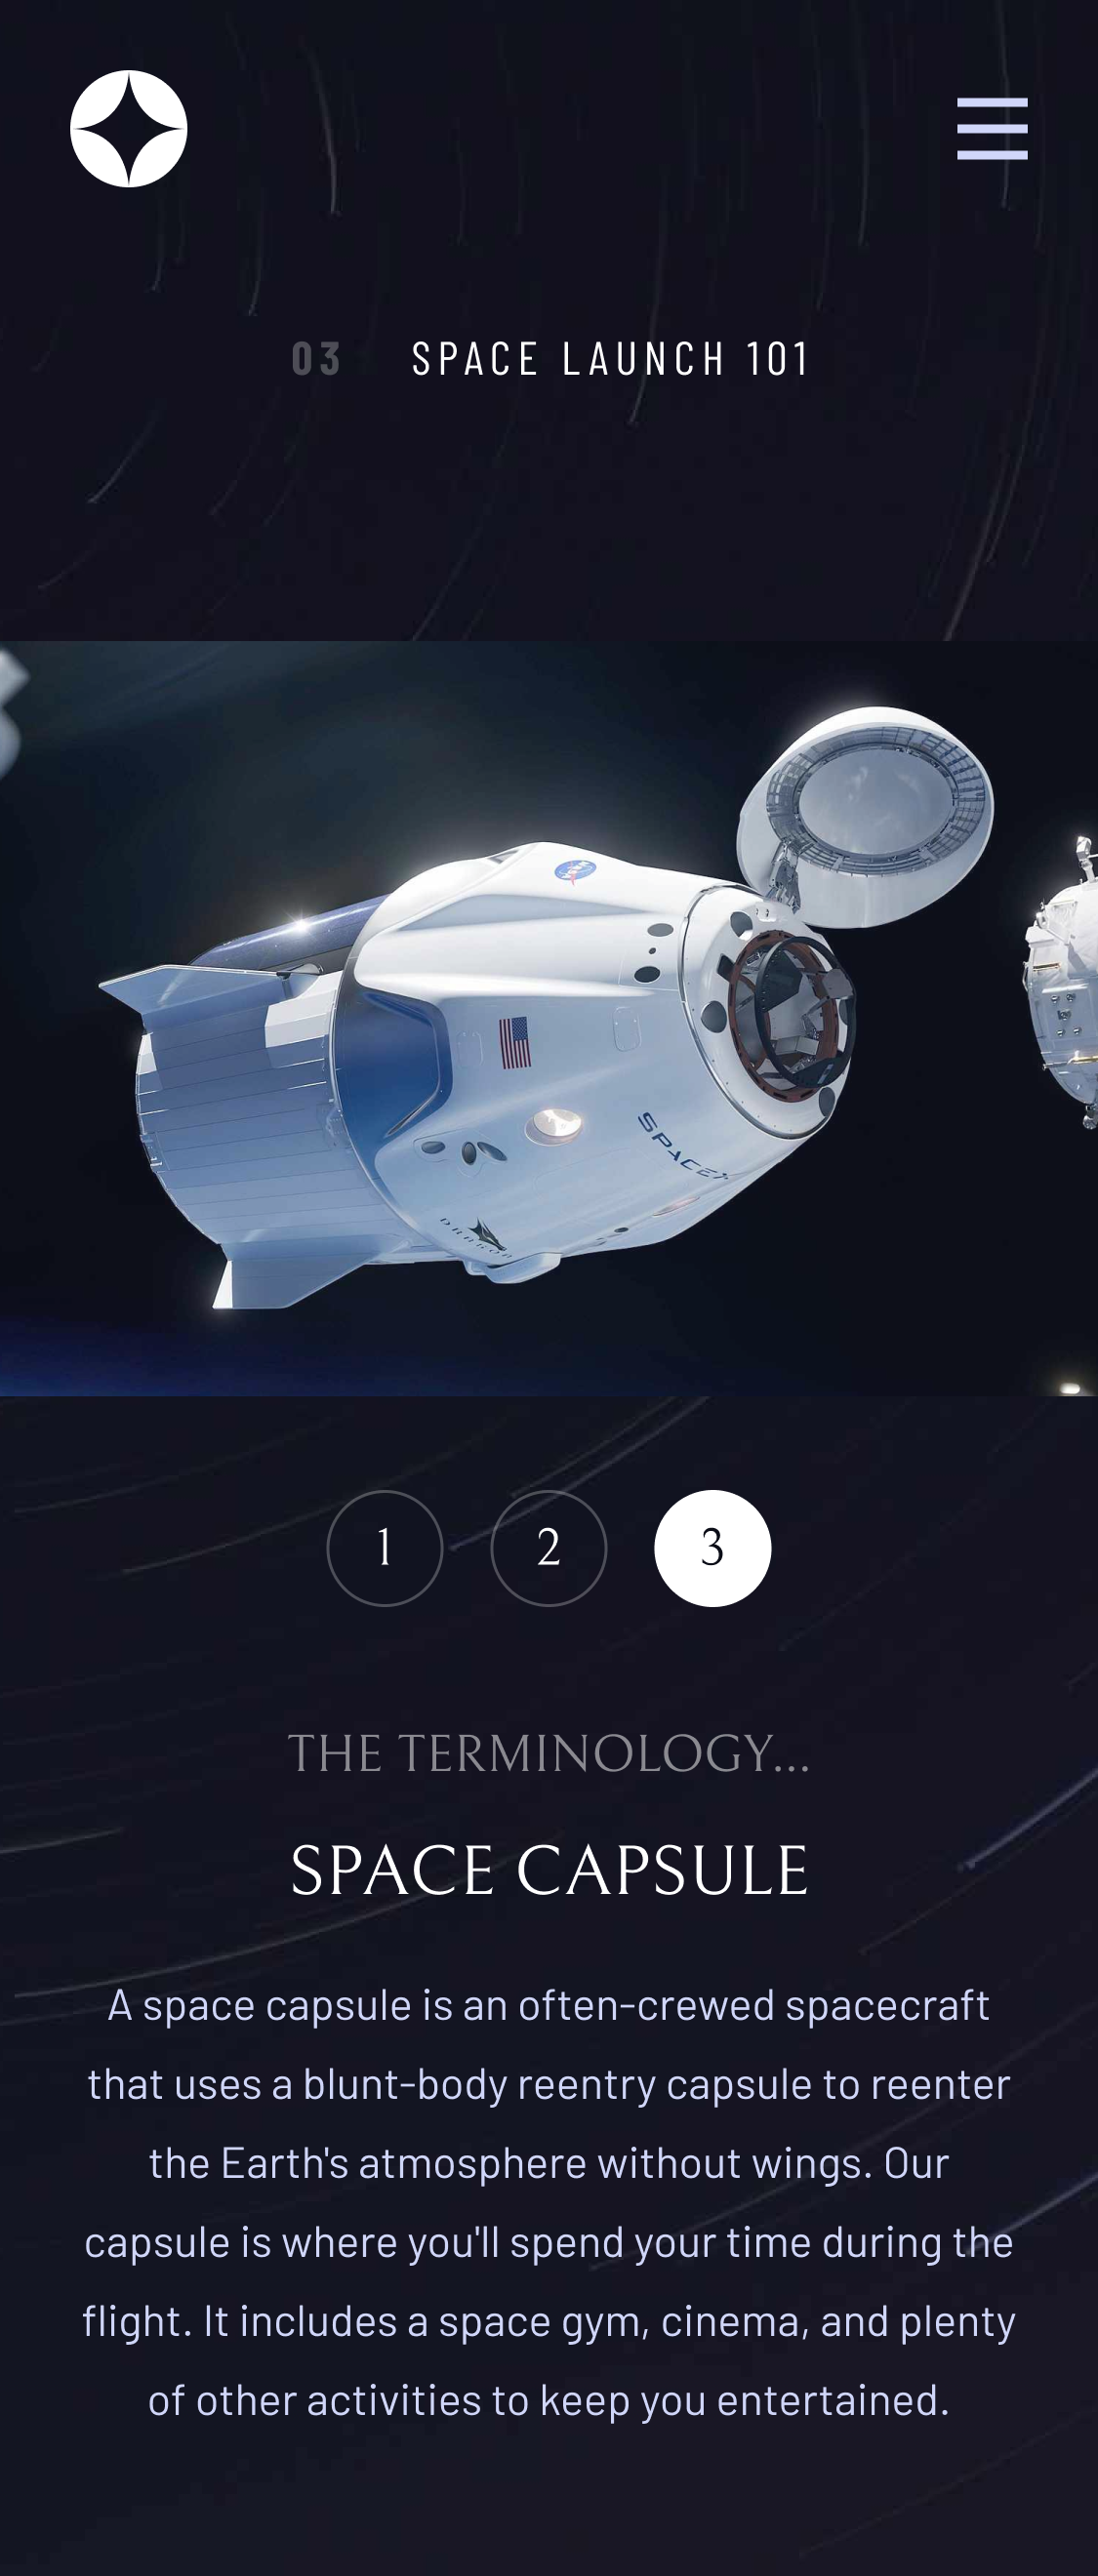 03 SPACE LAUNCH 101
NASA
SPACEX
DRAGON
1 2 3
THE TERMINOLOGY...
SPACE CAPSULE
A space capsule is an often-crewed spacecraft
that uses a blunt-body reentry capsule to reenter
the Earth's atmosphere without wings. Our
capsule is where you'll spend your time during the
flight. It includes a space gym, cinema, and plenty
of other activities to keep you entertained.